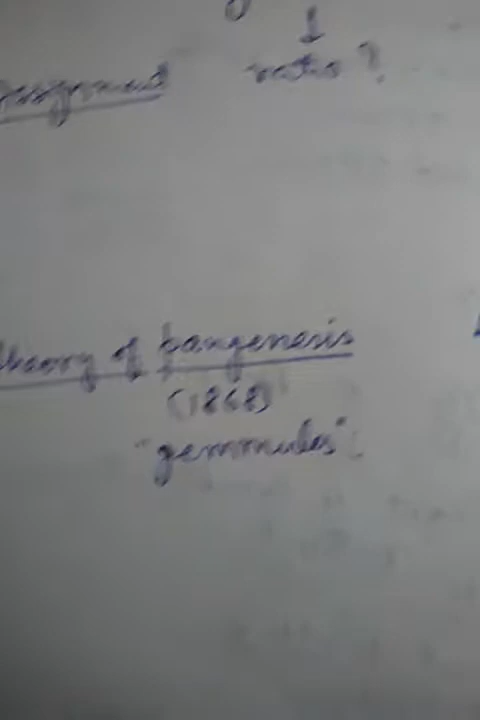 ratio?
theory of pangenesis
(1868)
"gemmules"